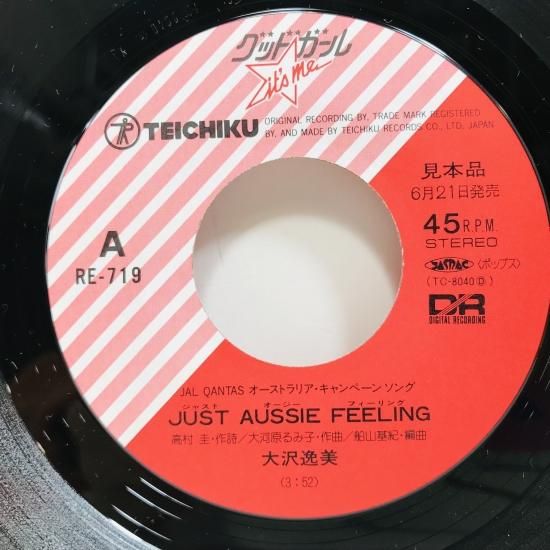 グッドガール
it's me
TEICHIKU
ORIGINAL RECORDING BY, TRADE MARK REGISTERED
BY, AND MADE BY TEICHIKU RECORDS CO., LTD, JAPAN
見本品
6月21日発売
45 R.P.M.
STEREO
A
RE-719
JASRAC 〈ポップス〉
(TC-8040Ⓓ)
DR
DIGITAL RECORDING
JAL QANTAS オーストラリア・キャンペーンソング
ジャスト オージー フィーリング
JUST AUSSIE FEELING
高村 圭・作詩/大河原るみ子・作曲/船山基紀・編曲
大沢逸美
(3:52)